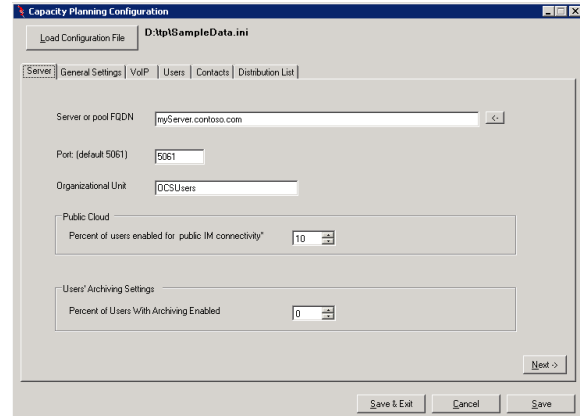 Capacity Planning Configuration
Load Configuration File D:\tp\SampleData.ini
Server General Settings VoIP Users Contacts Distribution List
Server or pool FQDN myServer.contoso.com <-
Port: (default 5061) 5061
Organizational Unit OCSUsers
Public Cloud
Percent of users enabled for public IM connectivity" 10
Users' Archiving Settings
Percent of Users With Archiving Enabled 0
Next ->
Save & Exit Cancel Save